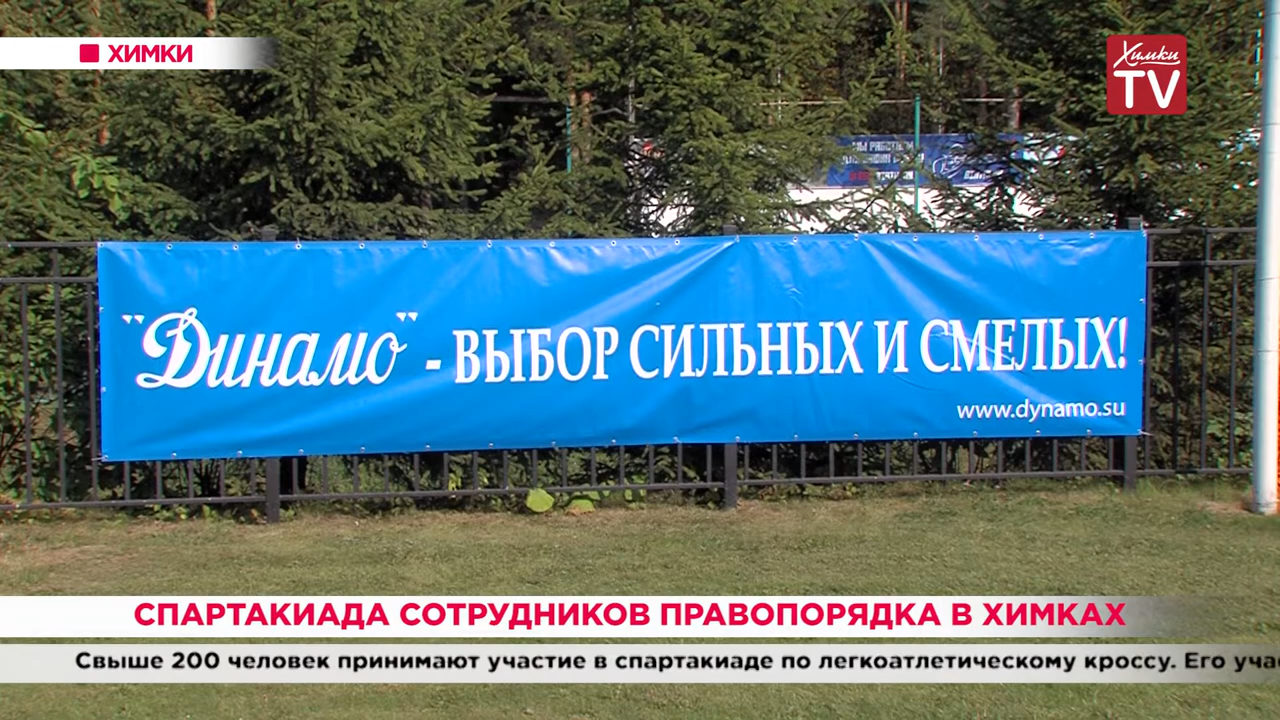 ХИМКИ
Химки
TV
"Динамо" - ВЫБОР СИЛЬНЫХ И СМЕЛЫХ!
www.dynamo.su
СПАРТАКИАДА СОТРУДНИКОВ ПРАВОПОРЯДКА В ХИМКАХ
Свыше 200 человек принимают участие в спартакиаде по легкоатлетическому кроссу. Его учас